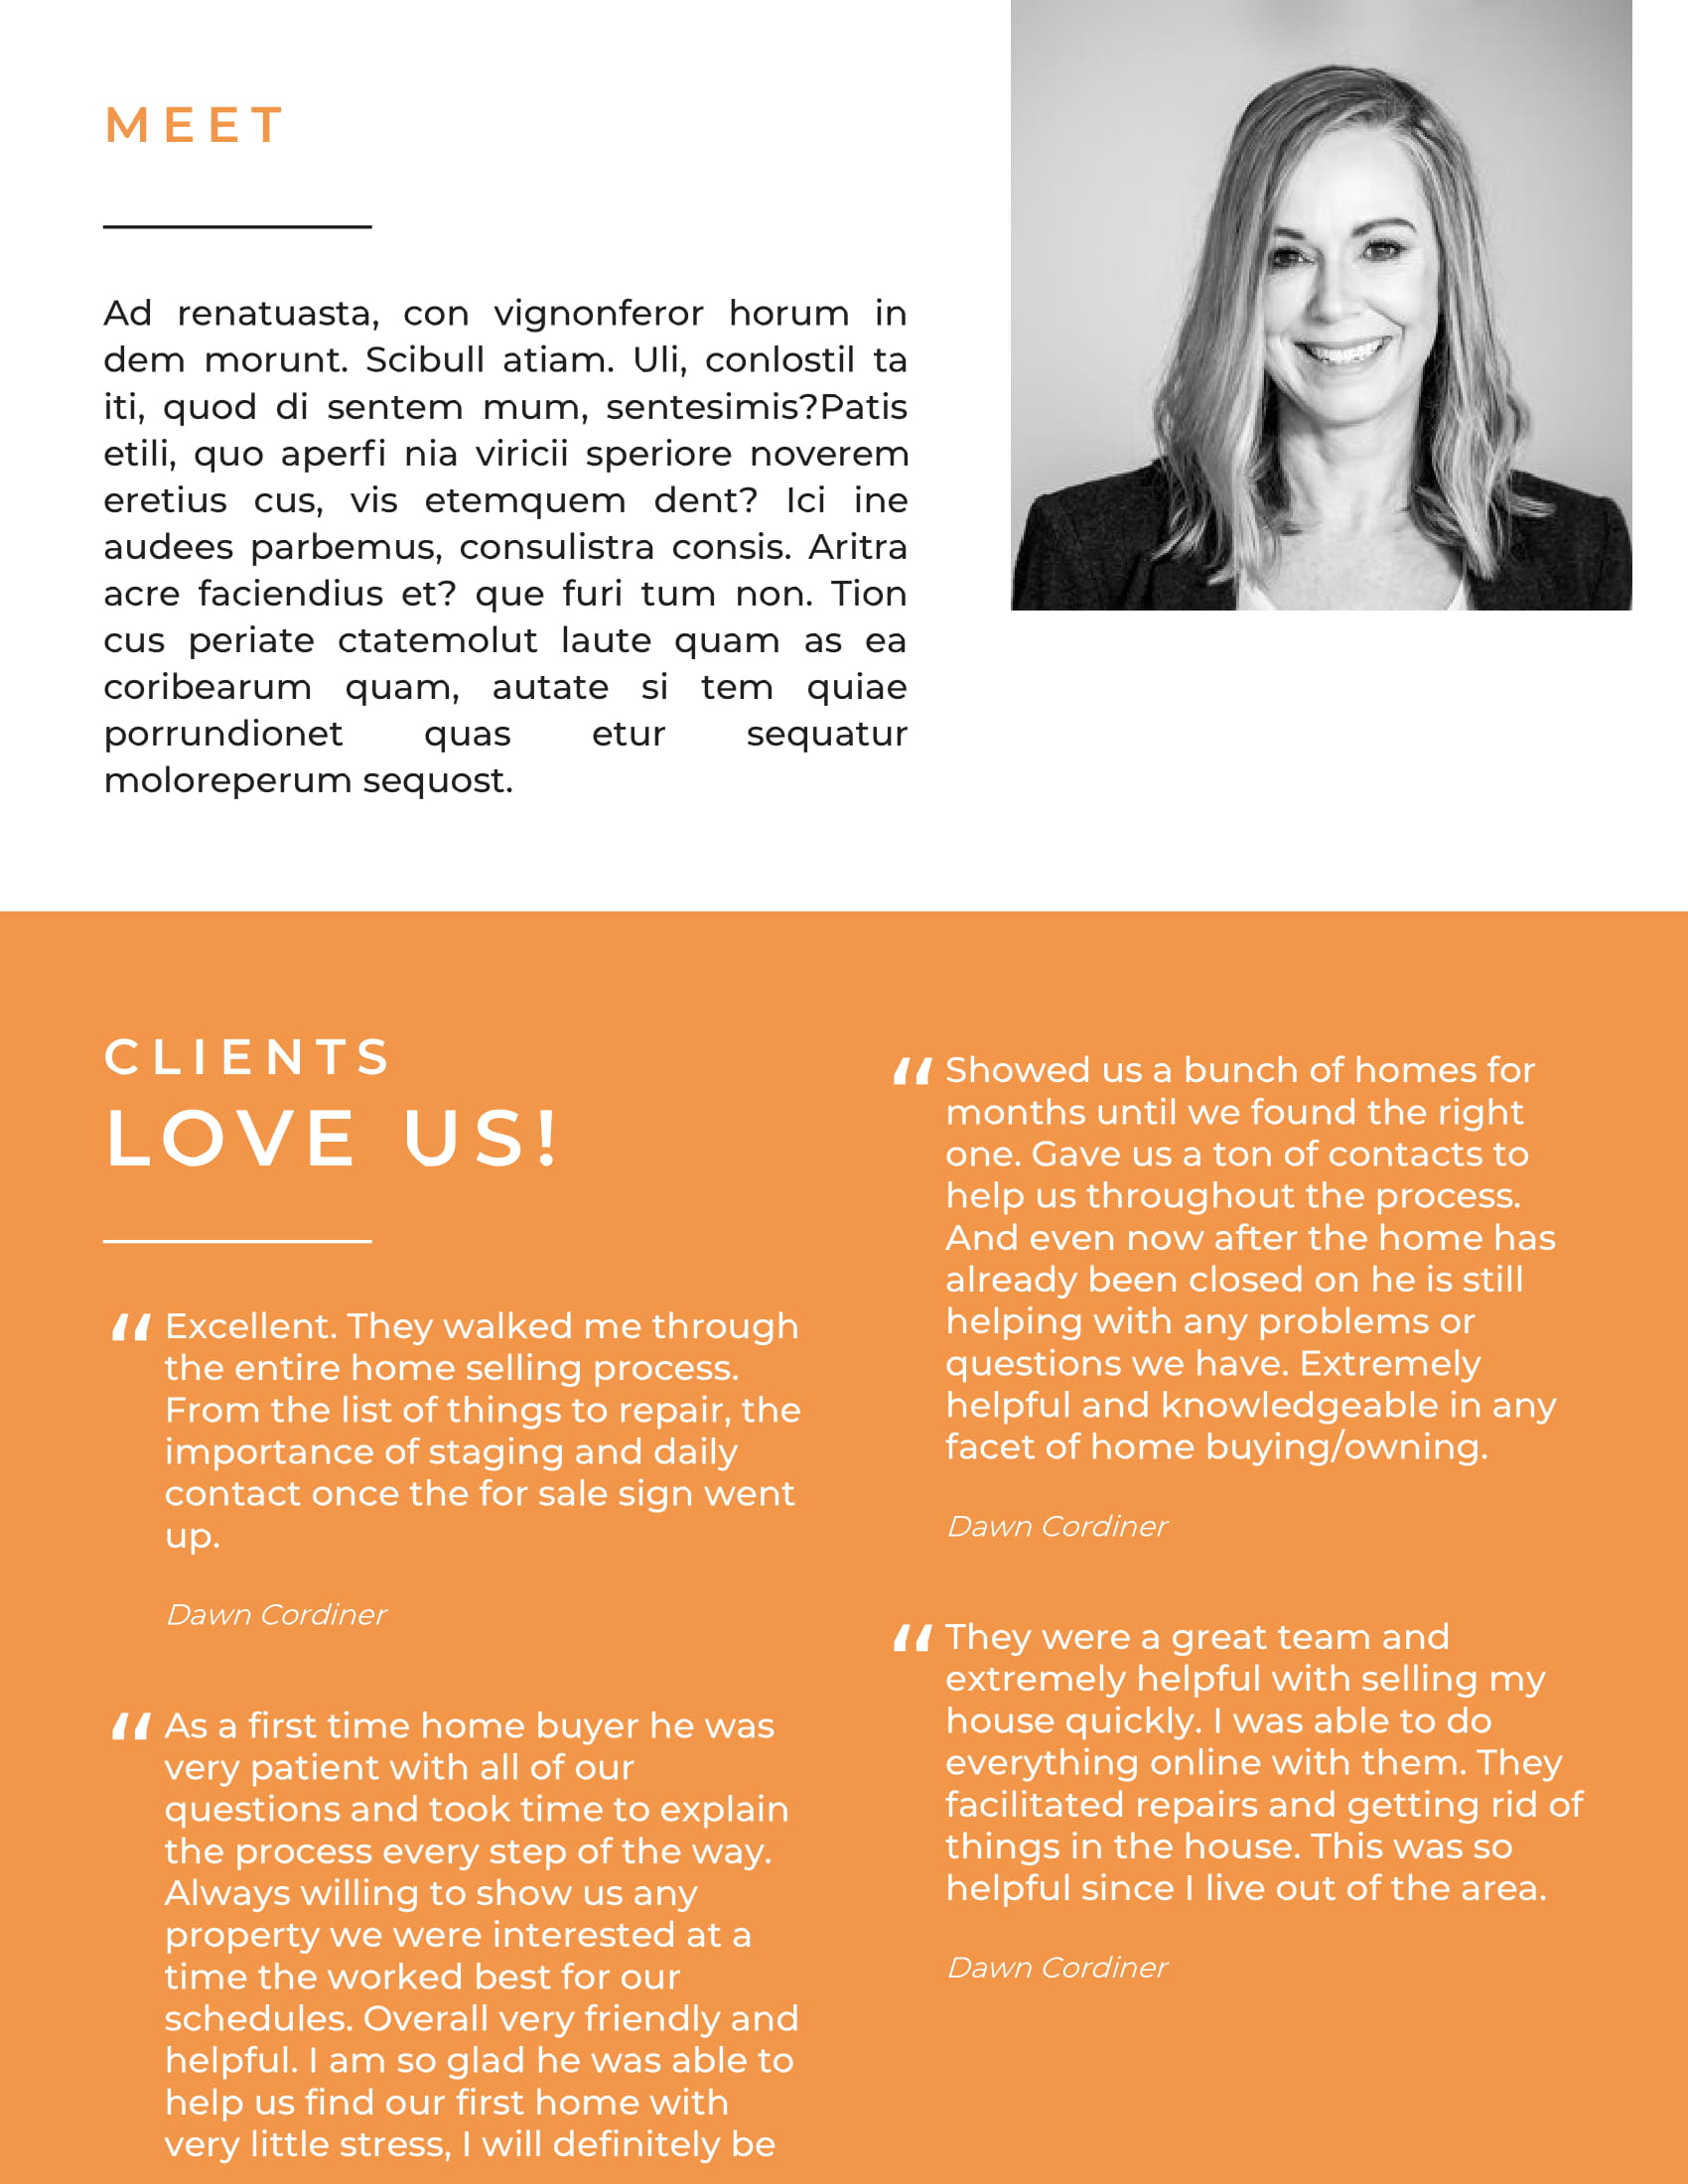 MEET
Ad renatuasta, con vignonferor horum in
dem morunt. Scibull atiam. Uli, conlostil ta
iti, quod di sentem mum, sentesimis?Patis
etili, quo aperfi nia viricii speriore noverem
eretius cus, vis etemquem dent? Ici ine
audees parbemus, consulistra consis. Aritra
acre faciendius et? que furi tum non. Tion
cus periate ctatemolut laute quam as ea
coribearum quam, autate si tem quiae
porrundionet quas etur sequatur
moloreperum sequost.
CLIENTS
LOVE US!
“ Excellent. They walked me through
the entire home selling process.
From the list of things to repair, the
importance of staging and daily
contact once the for sale sign went
up.
Dawn Cordiner
“ As a first time home buyer he was
very patient with all of our
questions and took time to explain
the process every step of the way.
Always willing to show us any
property we were interested at a
time the worked best for our
schedules. Overall very friendly and
helpful. I am so glad he was able to
help us find our first home with
very little stress, I will definitely be
“ Showed us a bunch of homes for
months until we found the right
one. Gave us a ton of contacts to
help us throughout the process.
And even now after the home has
already been closed on he is still
helping with any problems or
questions we have. Extremely
helpful and knowledgeable in any
facet of home buying/owning.
Dawn Cordiner
“ They were a great team and
extremely helpful with selling my
house quickly. I was able to do
everything online with them. They
facilitated repairs and getting rid of
things in the house. This was so
helpful since I live out of the area.
Dawn Cordiner